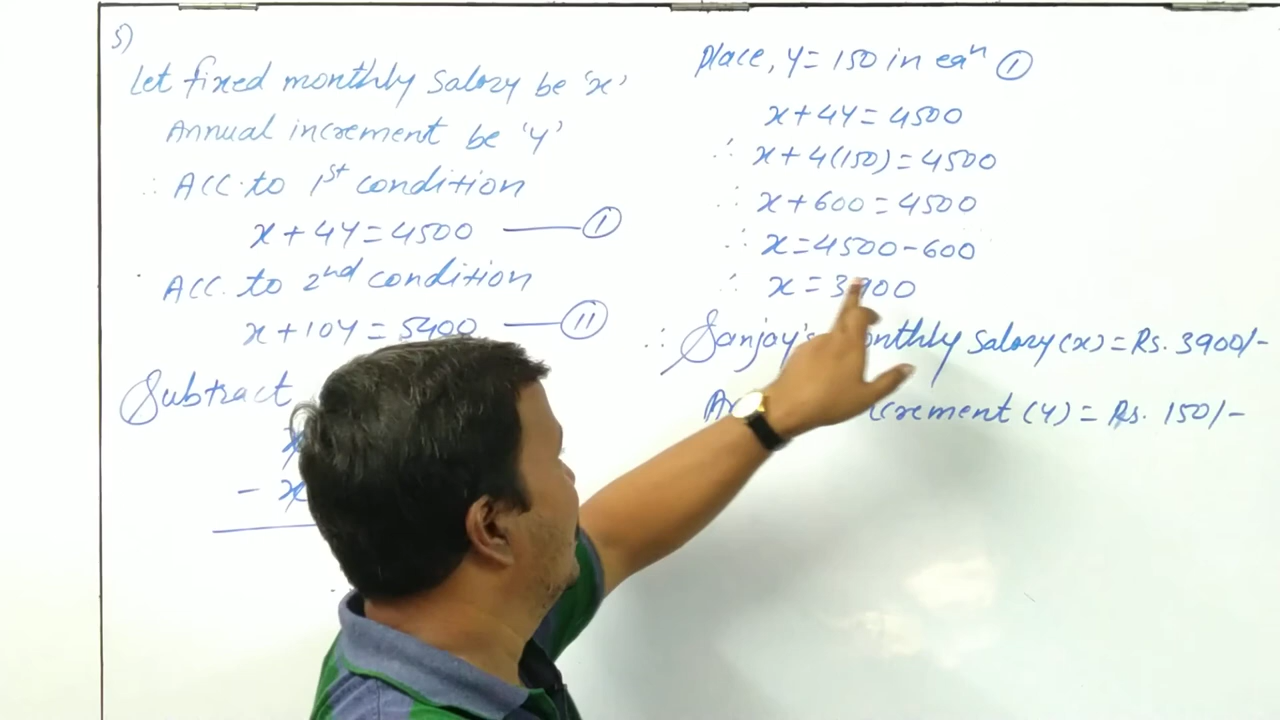 5)
Let fixed monthly salary be 'x'
Annual increment be 'y'
∴ Acc. to 1st condition
x + 4y = 4500 —— (I)
Acc. to 2nd condition
x + 10y = 5400 —— (II)
Subtract
x
- x
Place, y = 150 in eqn (I)
x + 4y = 4500
∴ x + 4(150) = 4500
∴ x + 600 = 4500
∴ x = 4500 - 600
∴ x = 3900
∴ Sanjay's monthly salary (x) = Rs. 3900/-
crement (y) = Rs. 150/-